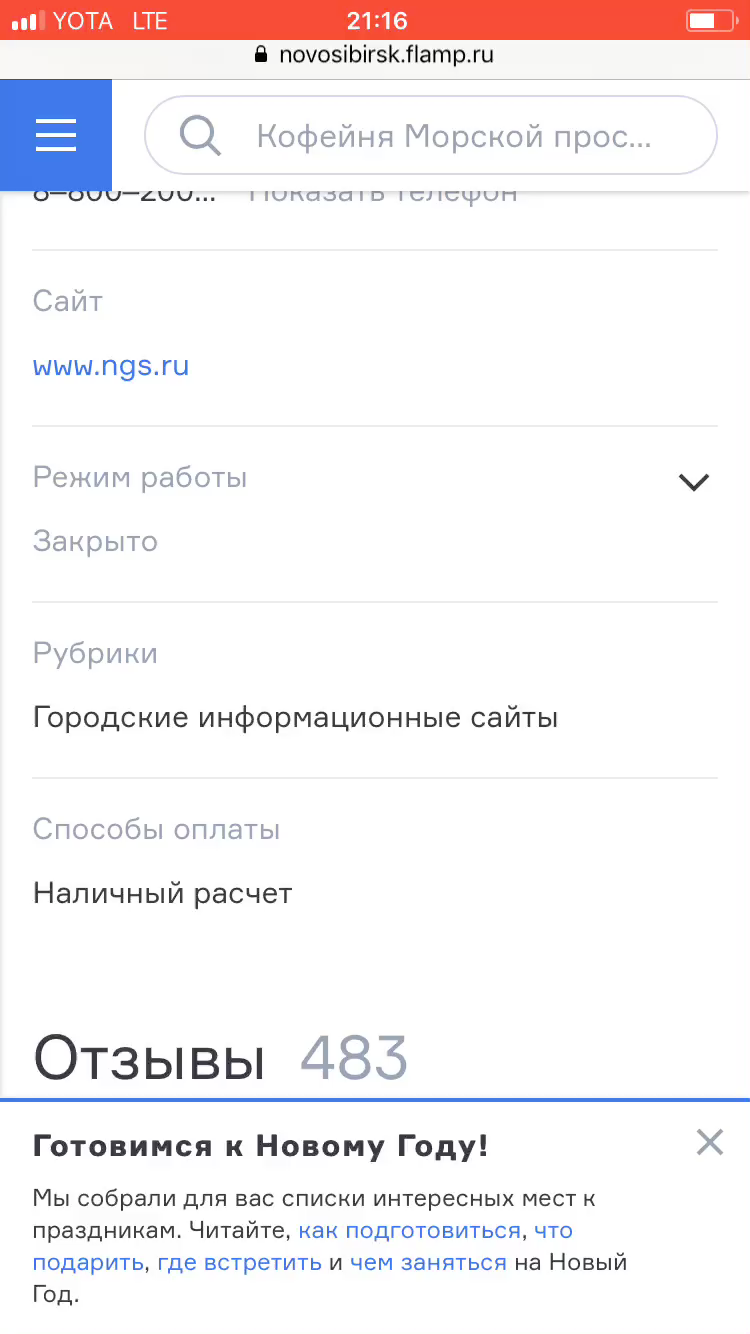 YOTA LTE 21:16
novosibirsk.flamp.ru
Кофейня Морской прос...
8–800–200... Показать телефон
Сайт
www.ngs.ru
Режим работы
Закрыто
Рубрики
Городские информационные сайты
Способы оплаты
Наличный расчет
Отзывы 483
Готовимся к Новому Году!
Мы собрали для вас списки интересных мест к
праздникам. Читайте, как подготовиться, что
подарить, где встретить и чем заняться на Новый
Год.